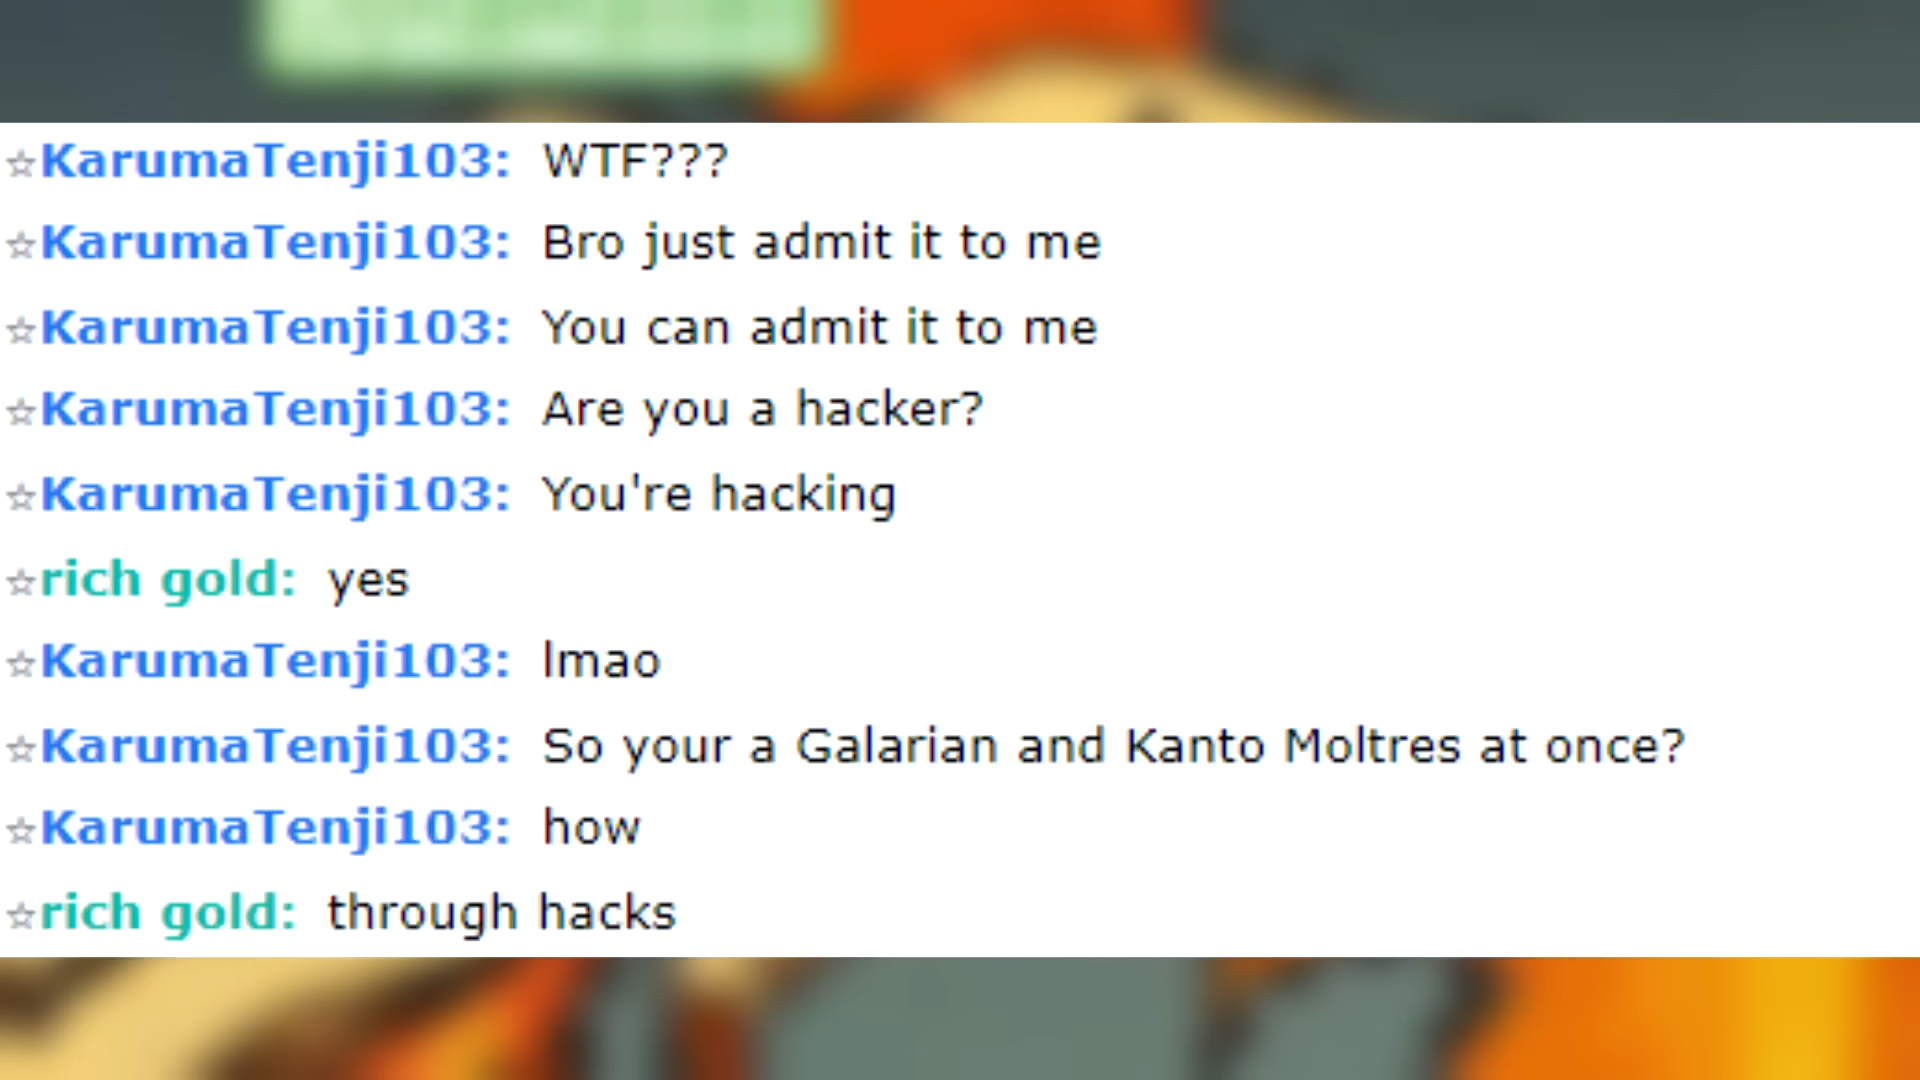 ☆KarumaTenji103: WTF???
☆KarumaTenji103: Bro just admit it to me
☆KarumaTenji103: You can admit it to me
☆KarumaTenji103: Are you a hacker?
☆KarumaTenji103: You're hacking
☆rich gold: yes
☆KarumaTenji103: lmao
☆KarumaTenji103: So your a Galarian and Kanto Moltres at once?
☆KarumaTenji103: how
☆rich gold: through hacks